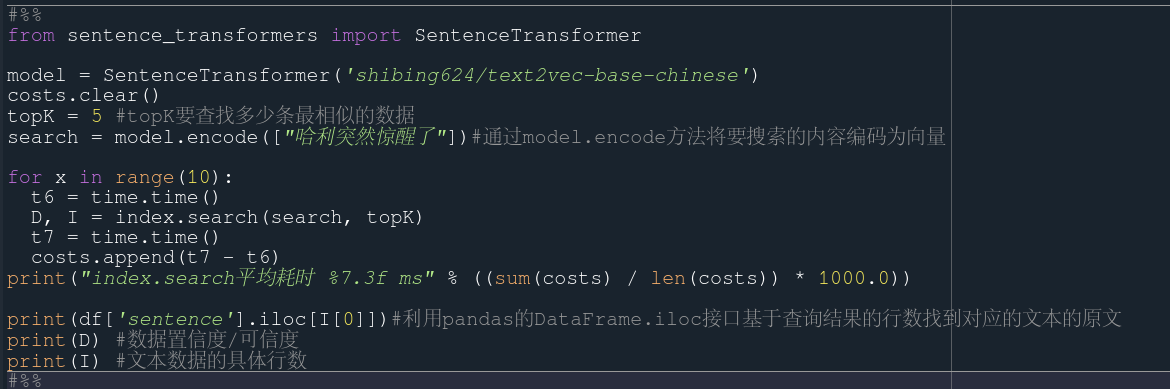 #%%
from sentence_transformers import SentenceTransformer
model = SentenceTransformer('shibing624/text2vec-base-chinese')
costs.clear()
topK = 5 #topK要查找多少条最相似的数据
search = model.encode(["哈利突然惊醒了"])#通过model.encode方法将要搜索的内容编码为向量
for x in range(10):
  t6 = time.time()
  D, I = index.search(search, topK)
  t7 = time.time()
  costs.append(t7 - t6)
print("index.search平均耗时 %7.3f ms" % ((sum(costs) / len(costs)) * 1000.0))
print(df['sentence'].iloc[I[0]])#利用pandas的DataFrame.iloc接口基于查询结果的行数找到对应的文本的原文
print(D) #数据置信度/可信度
print(I) #文本数据的具体行数
#%%